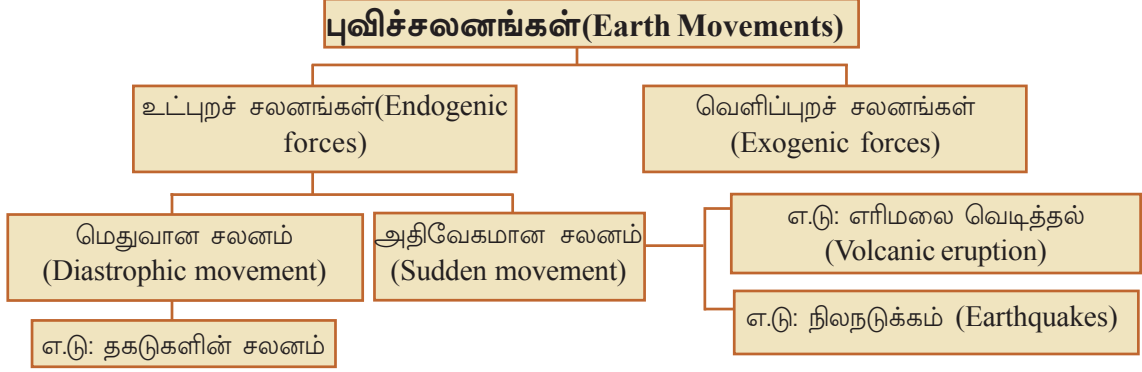 புவிச்சலனங்கள்(Earth Movements)
உட்புறச் சலனங்கள்(Endogenic
forces)
வெளிப்புறச் சலனங்கள்
(Exogenic forces)
மெதுவான சலனம்
(Diastrophic movement)
அதிவேகமான சலனம்
(Sudden movement)
எ.டு: எரிமலை வெடித்தல்
(Volcanic eruption)
எ.டு: நிலநடுக்கம் (Earthquakes)
எ.டு: தகடுகளின் சலனம்